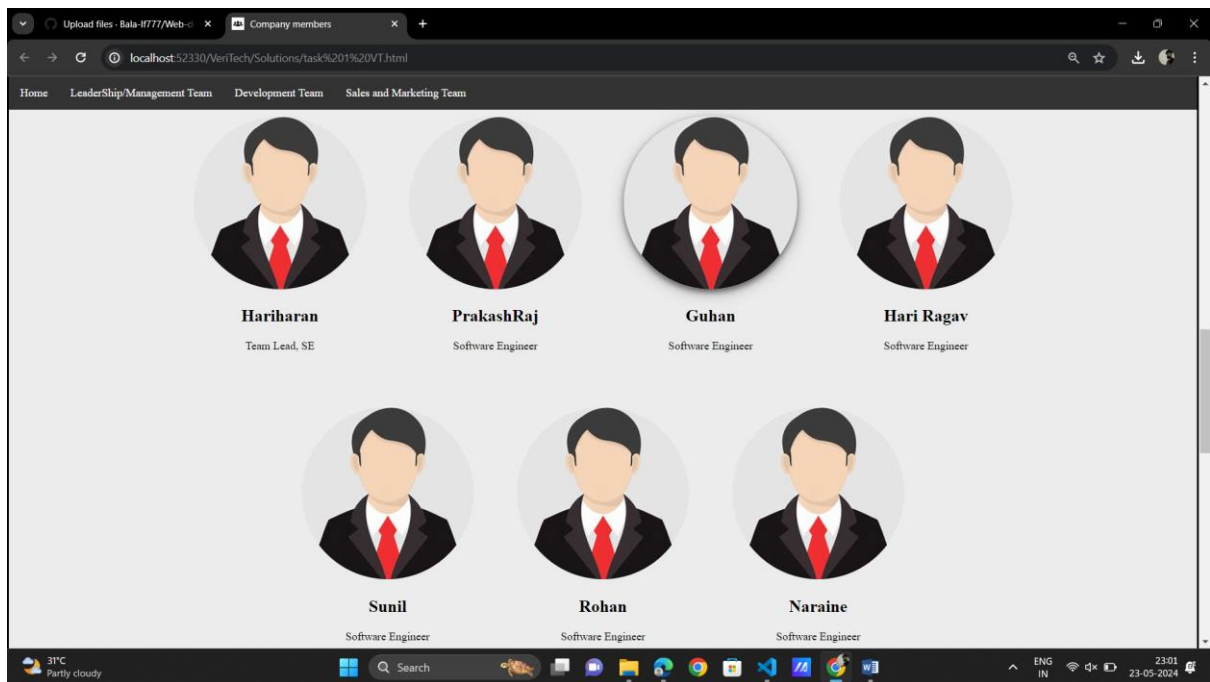 Upload files · Bala-lf777/Web-d
Company members
localhost:52330/VeriTech/Solutions/task%201%20VT.html
Home LeaderShip/Management Team Development Team Sales and Marketing Team
Hariharan PrakashRaj Guhan Hari Ragav
Team Lead, SE Software Engineer Software Engineer Software Engineer
Sunil Rohan Naraine
Software Engineer Software Engineer Software Engineer
31°C
Partly cloudy
Search
ENG
IN
23:01
23-05-2024